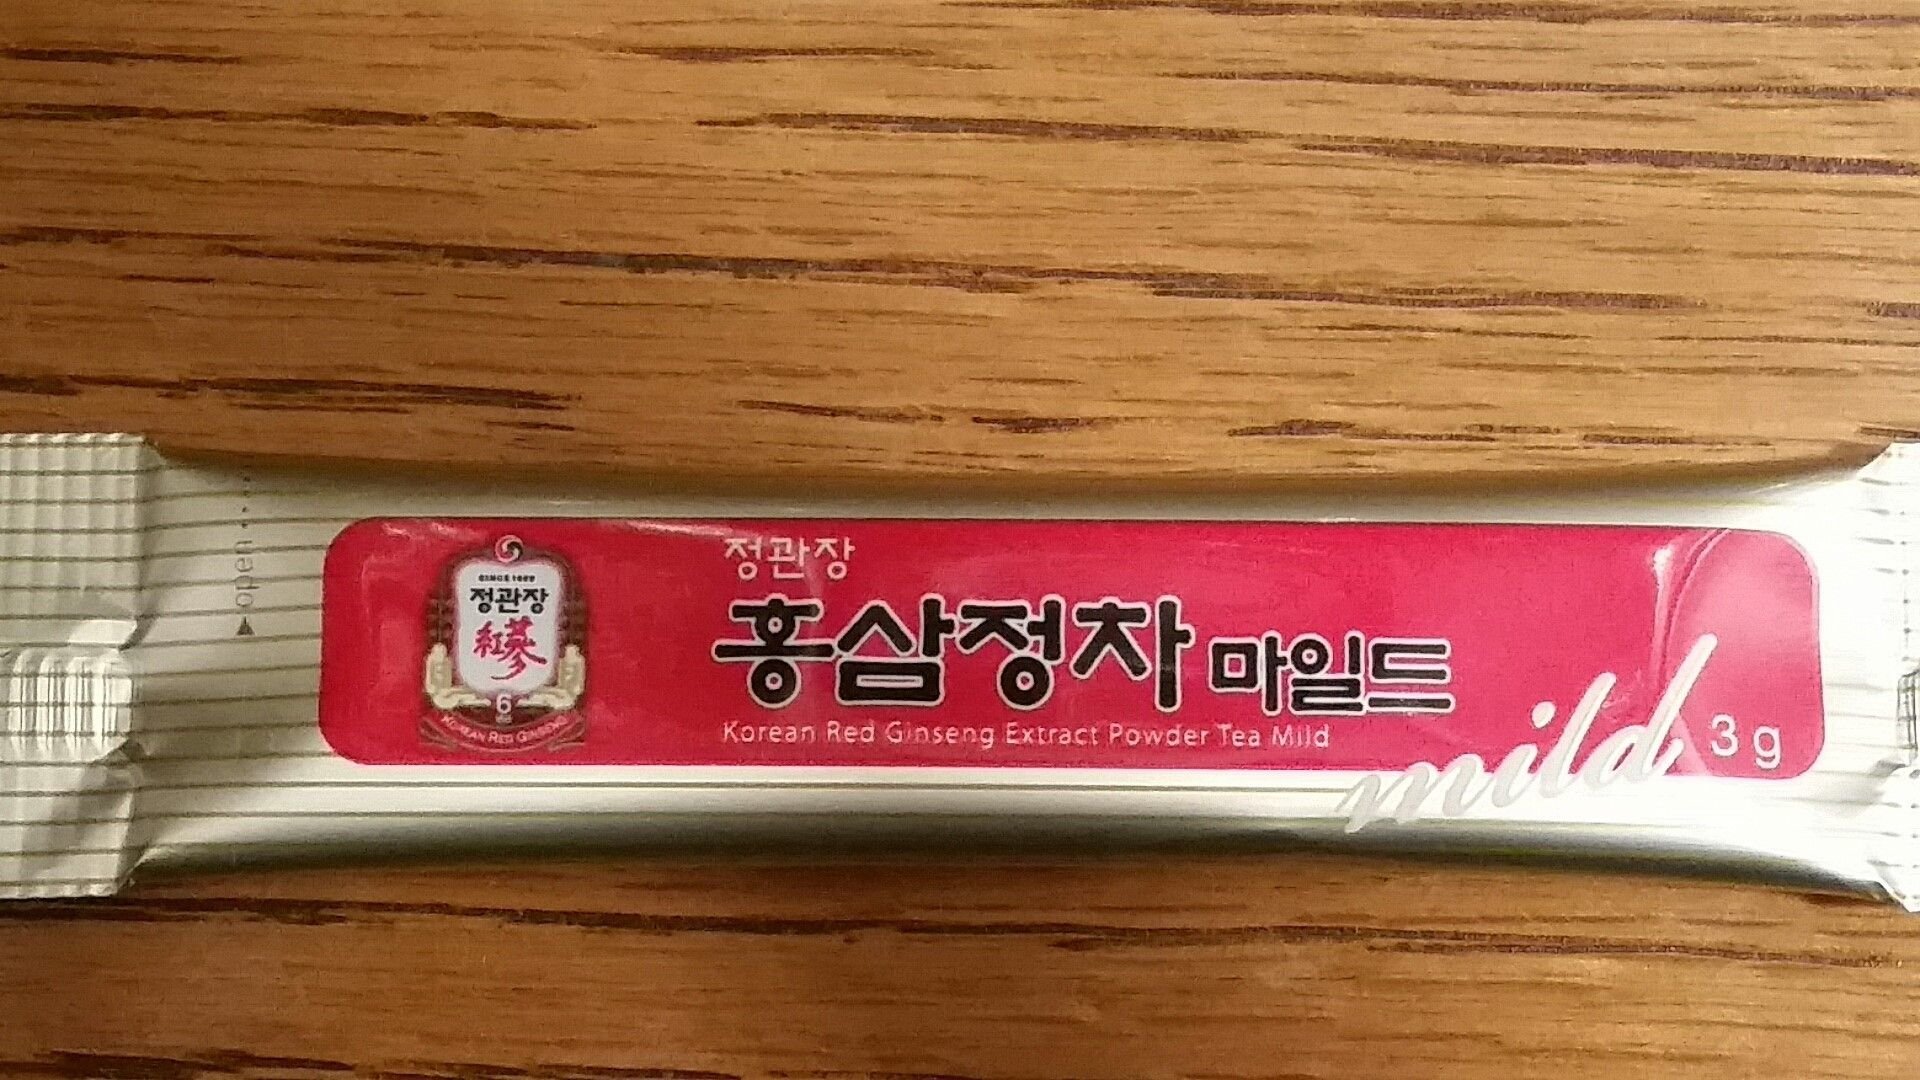 open
SINCE 1899
정관장
紅蔘
6
KOREAN RED GINSENG
정관장
홍삼정차 마일드
Korean Red Ginseng Extract Powder Tea Mild
mild
3 g